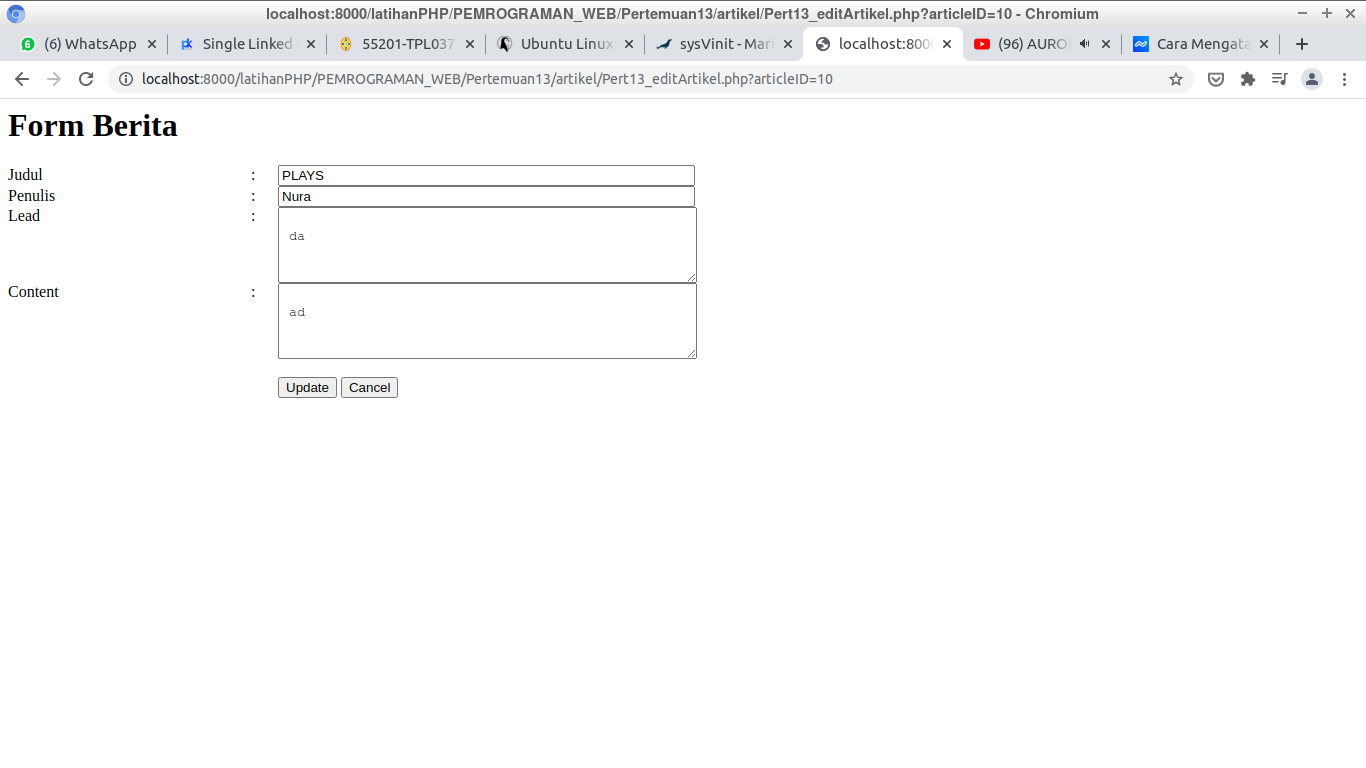 localhost:8000/latihanPHP/PEMROGRAMAN_WEB/Pertemuan13/artikel/Pert13_editArtikel.php?articleID=10 - Chromium
(6) WhatsApp Single Linked 55201-TPL037 Ubuntu Linux sysVinit - Mari localhost:8000 (96) AURO Cara Mengata
localhost:8000/latihanPHP/PEMROGRAMAN_WEB/Pertemuan13/artikel/Pert13_editArtikel.php?articleID=10
Form Berita
Judul : PLAYS
Penulis : Nura
Lead :
da
Content :
ad
Update Cancel